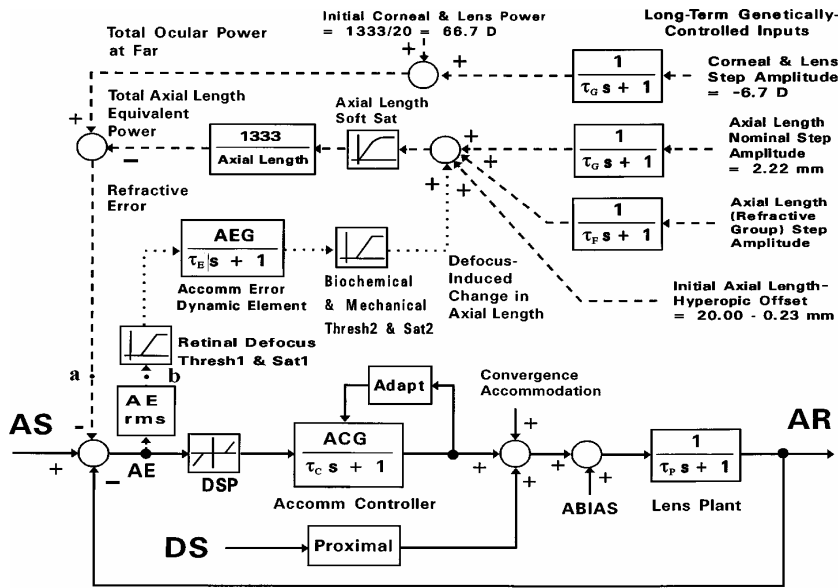 Initial Corneal & Lens Power
= 1333/20 = 66.7 D
Long-Term Genetically-
Controlled Inputs
Total Ocular Power
at Far
+
+
1
τG s + 1
Corneal & Lens
Step Amplitude
= -6.7 D
Total Axial Length
Equivalent
Power
+
−
1333
Axial Length
Axial Length
Soft Sat
+
+
+
+
1
τG s + 1
Axial Length
Nominal Step
Amplitude
= 2.22 mm
Refractive
Error
1
τF s + 1
Axial Length
(Refractive
Group) Step
Amplitude
AEG
τE s + 1
Accomm Error
Dynamic Element
Biochemical
& Mechanical
Thresh2 & Sat2
Defocus-
Induced
Change in
Axial Length
Initial Axial Length-
Hyperopic Offset
= 20.00 - 0.23 mm
Retinal Defocus
Thresh1 & Sat1
a
b
AE
rms
Adapt
Convergence
Accommodation
AS
-
+
−
AE
DSP
ACG
τC s + 1
Accomm Controller
+
+
+
+
+
ABIAS
1
τP s + 1
Lens Plant
AR
DS
Proximal